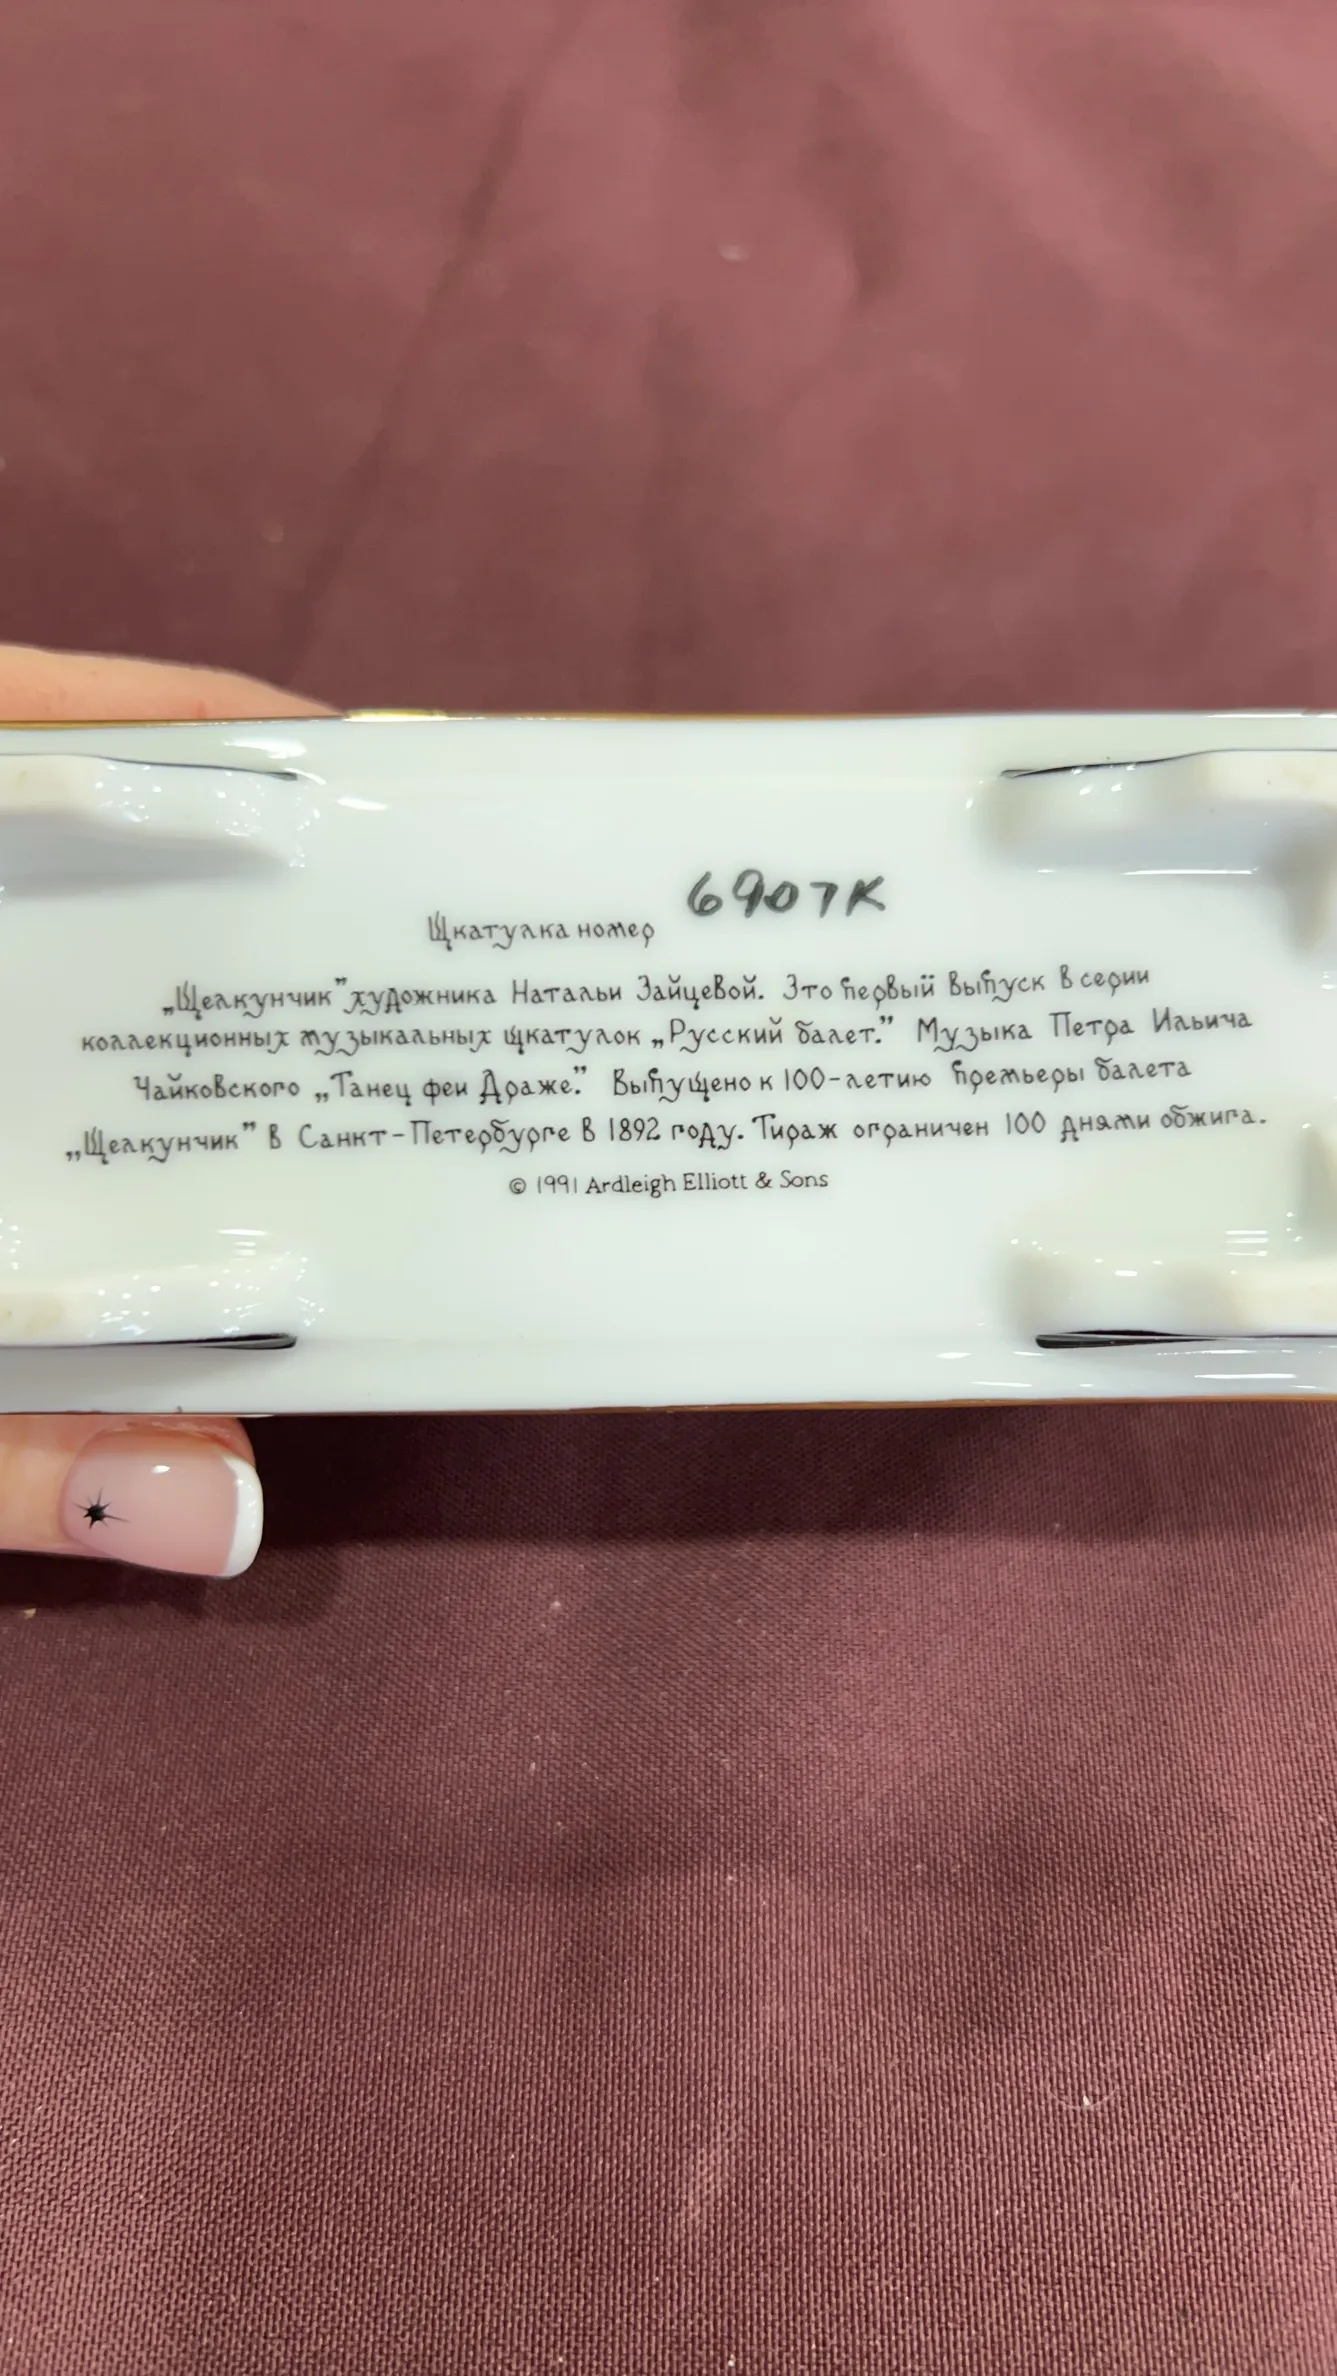 6907K
Шкатулка номер
„Щелкунчик” художника Натальи Зайцевой. Это первый выпуск в серии
коллекционных музыкальных шкатулок „Русский балет.” Музыка Петра Ильича
Чайковского „Танец феи Драже.” Выпущено к 100-летию премьеры балета
„Щелкунчик” в Санкт-Петербурге в 1892 году. Тираж ограничен 100 днями обжига.
© 1991 Ardleigh Elliott & Sons